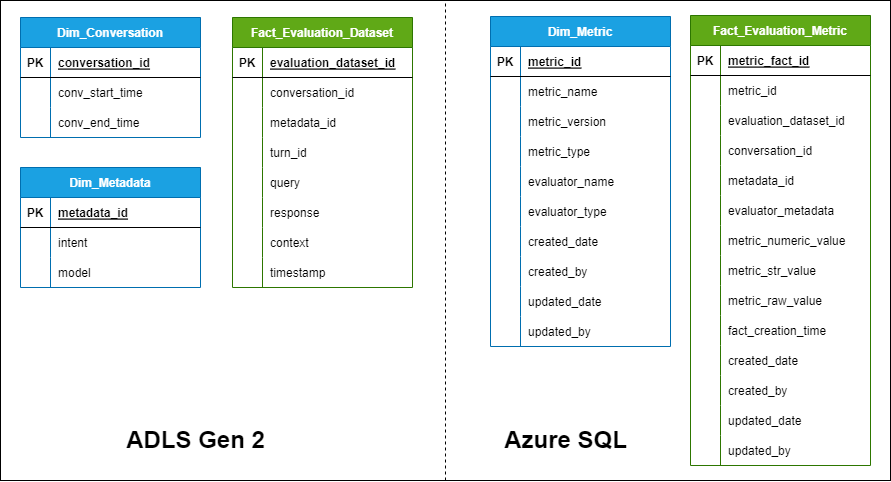 Dim_Conversation
PK conversation_id
conv_start_time
conv_end_time
Dim_Metadata
PK metadata_id
intent
model
Fact_Evaluation_Dataset
PK evaluation_dataset_id
conversation_id
metadata_id
turn_id
query
response
context
timestamp
ADLS Gen 2
Dim_Metric
PK metric_id
metric_name
metric_version
metric_type
evaluator_name
evaluator_type
created_date
created_by
updated_date
updated_by
Fact_Evaluation_Metric
PK metric_fact_id
metric_id
evaluation_dataset_id
conversation_id
metadata_id
evaluator_metadata
metric_numeric_value
metric_str_value
metric_raw_value
fact_creation_time
created_date
created_by
updated_date
updated_by
Azure SQL